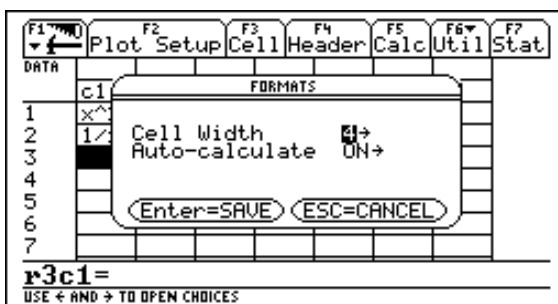 F1 F2 F3 F4 F5 F6▼ F7
Plot Setup Cell Header Calc Util Stat
DATA
c1
FORMATS
1 x^
2 1/
3
4
5
6
7
Cell Width 4→
Auto-calculate ON→
Enter=SAVE ESC=CANCEL
r3c1=
USE ← AND → TO OPEN CHOICES